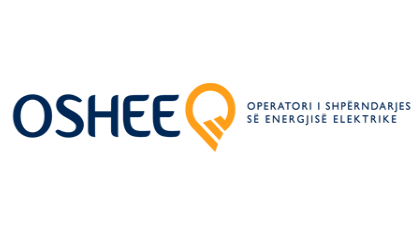 OSHEE
OPERATORI I SHPËRNDARJES
SË ENERGJISË ELEKTRIKE